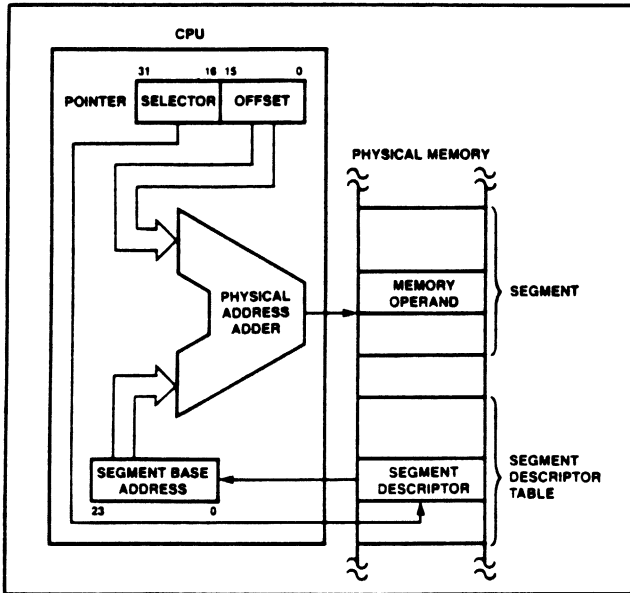 CPU
31 16 15 0
POINTER SELECTOR OFFSET
PHYSICAL MEMORY
MEMORY
OPERAND
SEGMENT
PHYSICAL
ADDRESS
ADDER
SEGMENT BASE
ADDRESS
23 0
SEGMENT
DESCRIPTOR
SEGMENT
DESCRIPTOR
TABLE